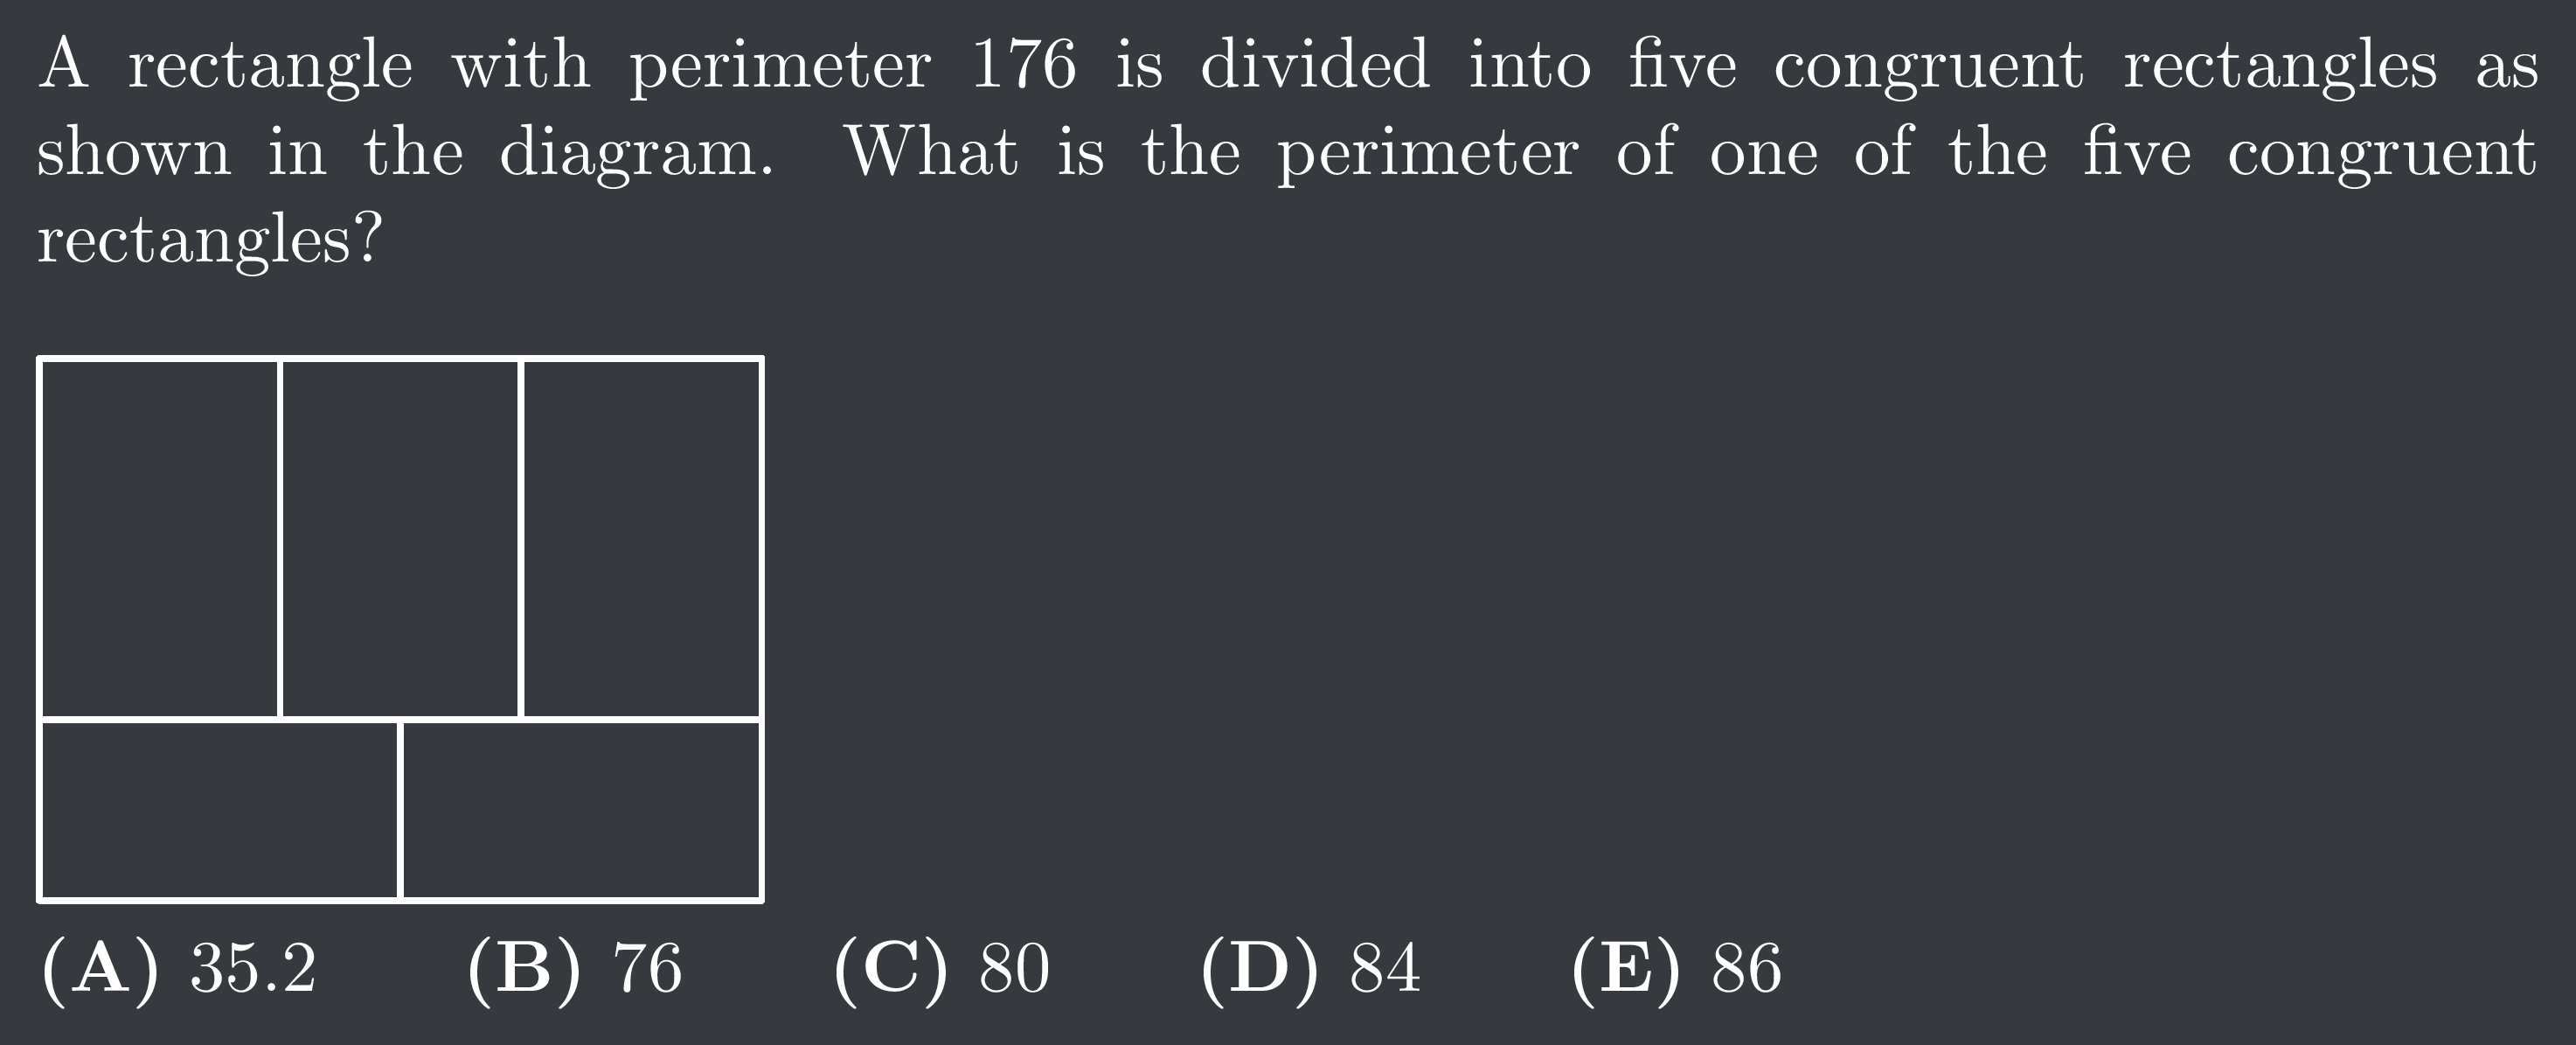 A rectangle with perimeter 176 is divided into five congruent rectangles as
shown in the diagram. What is the perimeter of one of the five congruent
rectangles?
(A) 35.2 (B) 76 (C) 80 (D) 84 (E) 86